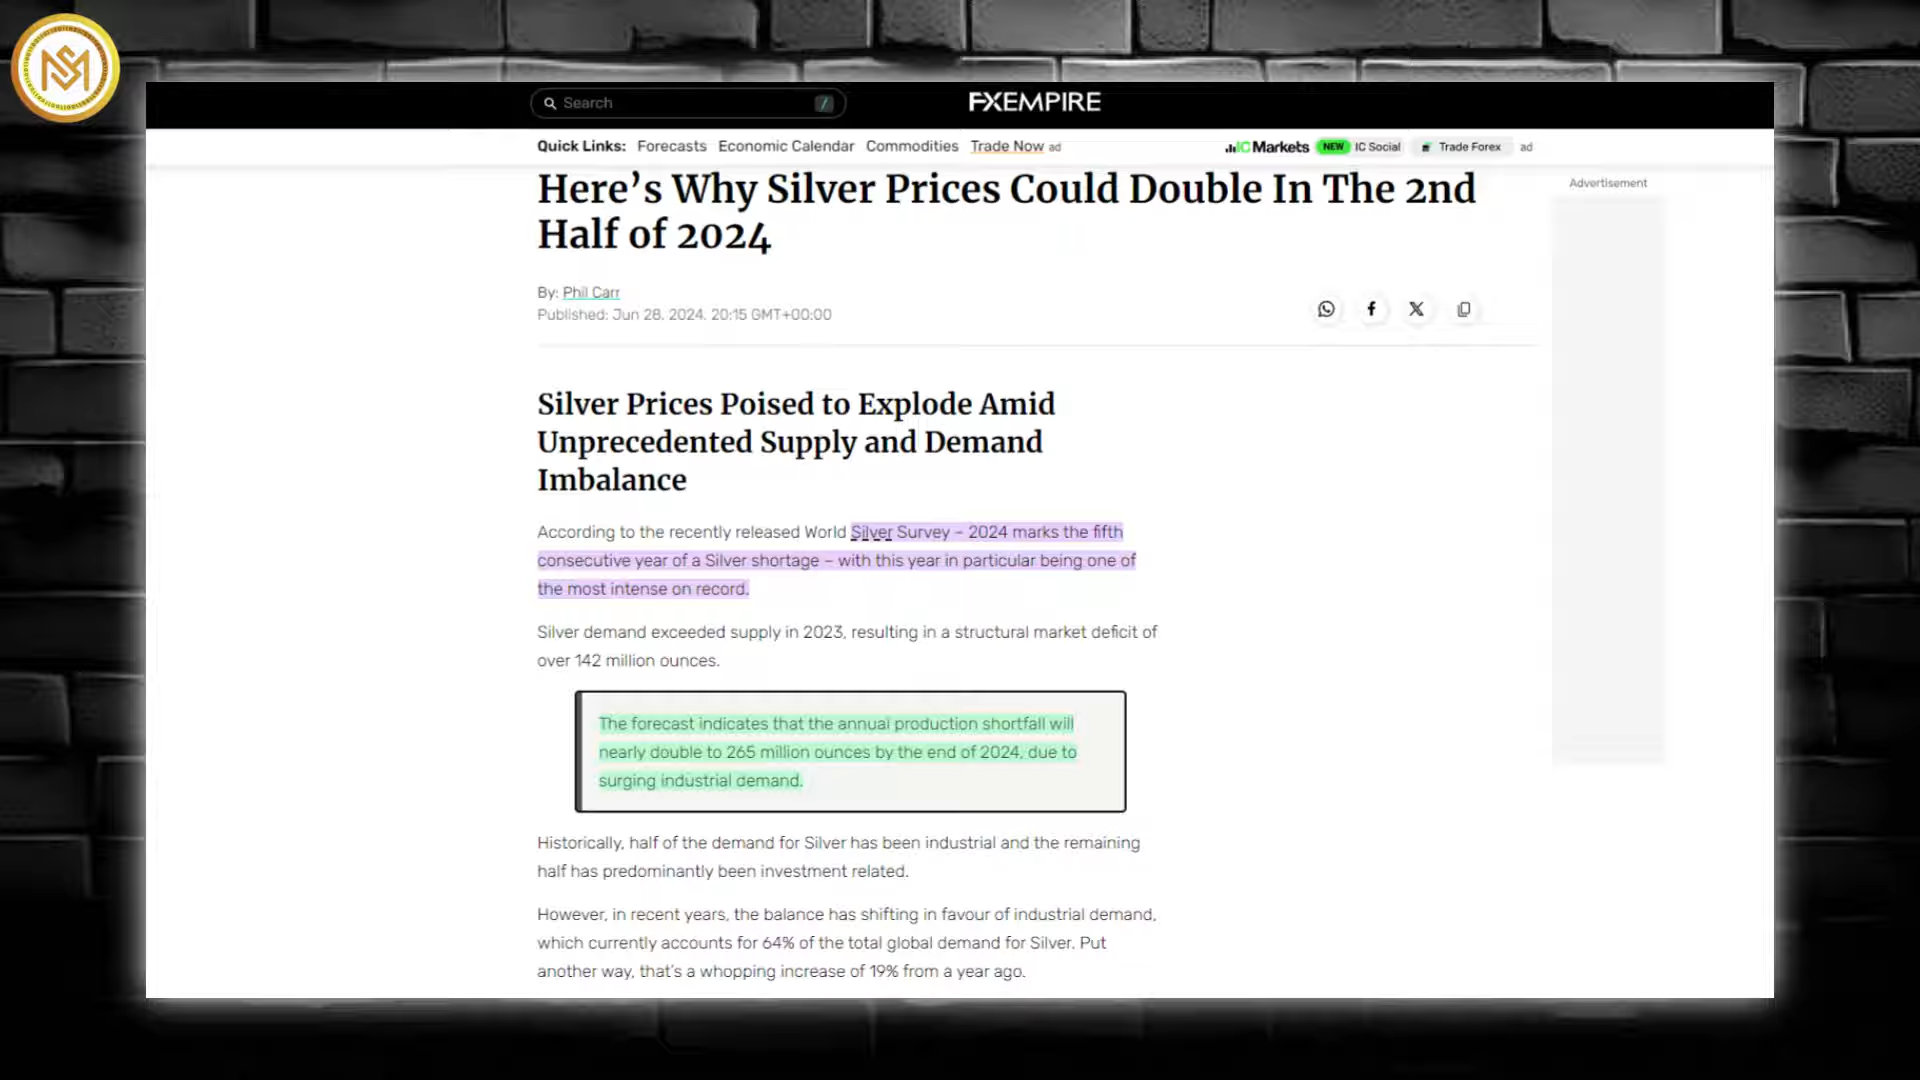 Search /
FXEMPIRE
Quick Links: Forecasts Economic Calendar Commodities Trade Now ad
IC Markets NEW IC Social Trade Forex ad
Here's Why Silver Prices Could Double In The 2nd
Half of 2024
Advertisement
By: Phil Carr
Published: Jun 28, 2024, 20:15 GMT+00:00
Silver Prices Poised to Explode Amid
Unprecedented Supply and Demand
Imbalance
According to the recently released World Silver Survey – 2024 marks the fifth
consecutive year of a Silver shortage – with this year in particular being one of
the most intense on record.
Silver demand exceeded supply in 2023, resulting in a structural market deficit of
over 142 million ounces.
The forecast indicates that the annual production shortfall will
nearly double to 265 million ounces by the end of 2024, due to
surging industrial demand.
Historically, half of the demand for Silver has been industrial and the remaining
half has predominantly been investment related.
However, in recent years, the balance has shifting in favour of industrial demand,
which currently accounts for 64% of the total global demand for Silver. Put
another way, that's a whopping increase of 19% from a year ago.